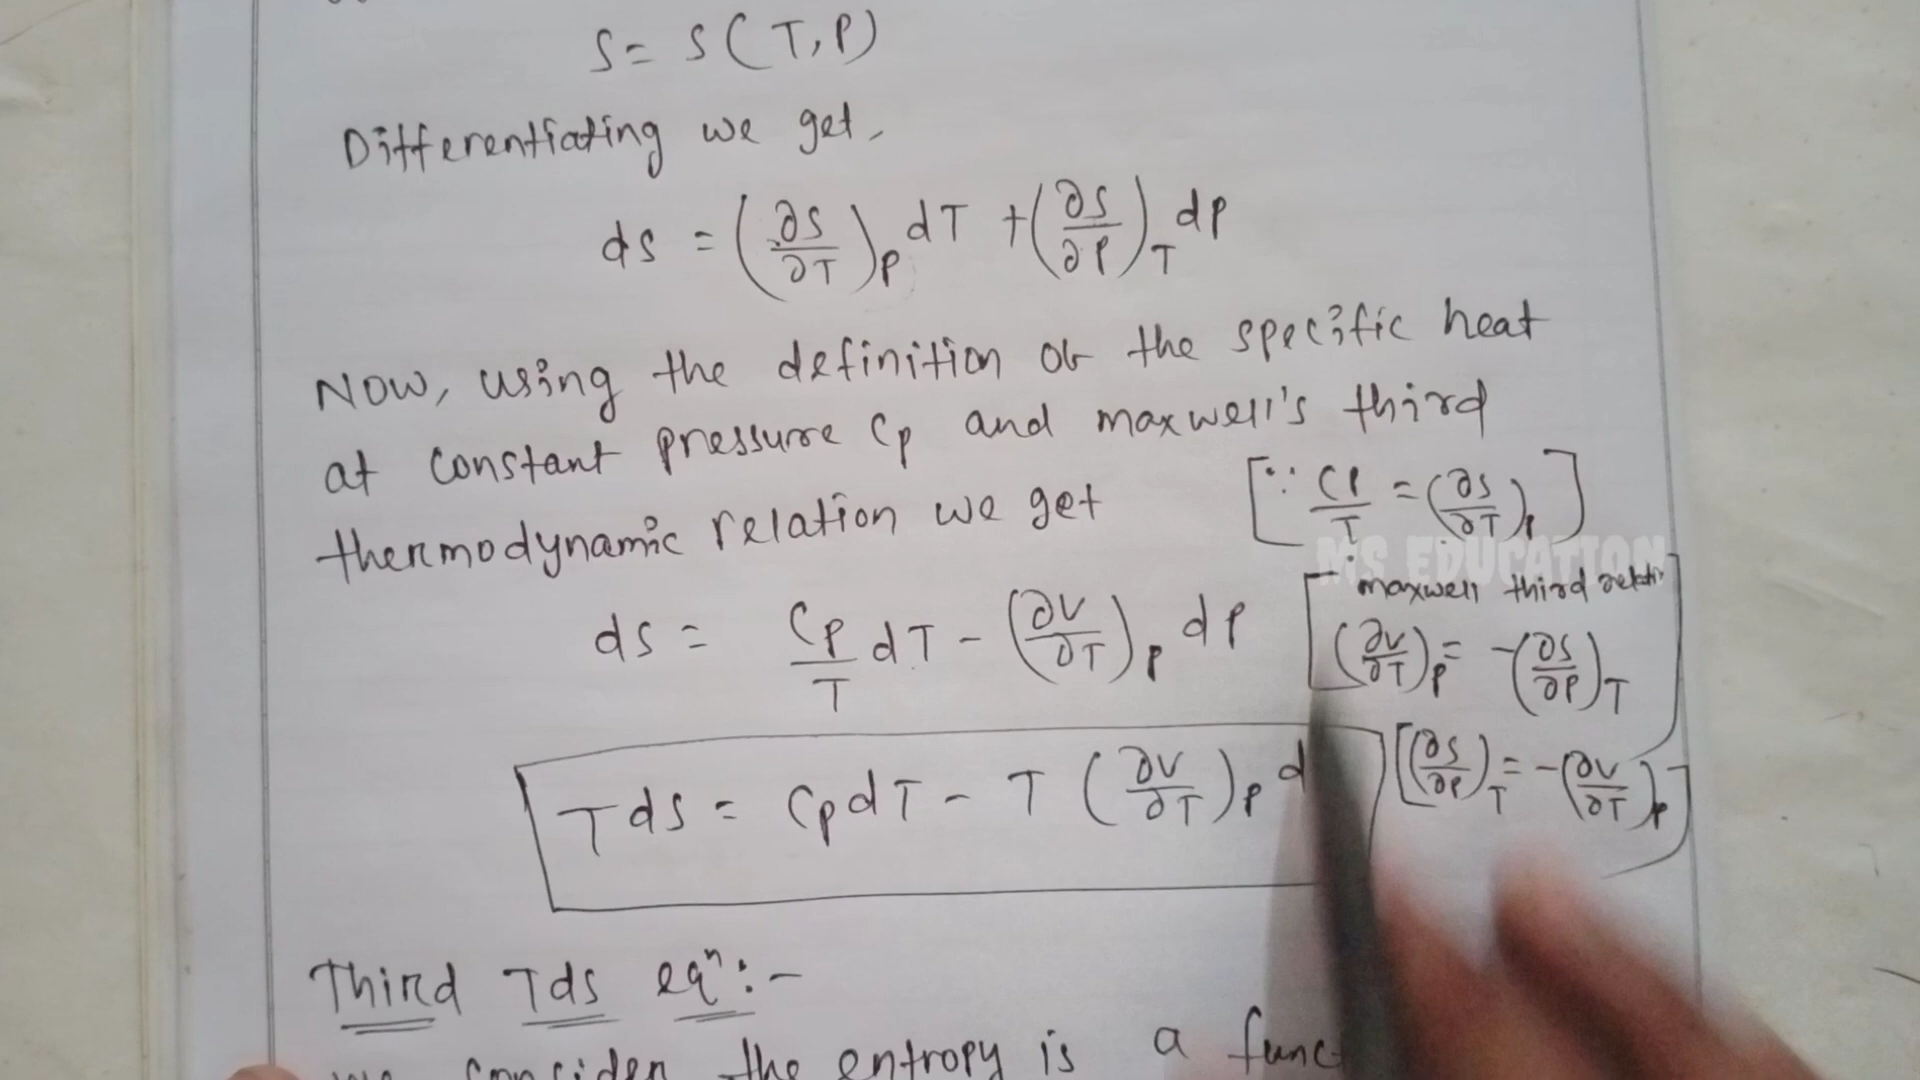 S = S(T,P)
Differentiating we get,
ds = (∂S/∂T)P dT + (∂S/∂P)T dP
Now, using the definition of the specific heat
at constant pressure Cp and maxwell's third
thermodynamic relation we get [∵ CP/T = (∂S/∂T)P]
MS EDUCATION
maxwell third
ds = CP/T dT - (∂V/∂T)P dP
(∂V/∂T)P = -(∂S/∂P)T
Tds = CpdT - T (∂V/∂T)P d
[(∂S/∂P)T = -(∂V/∂T)P]
Third Tds eqn:-
we consider the entropy is a func